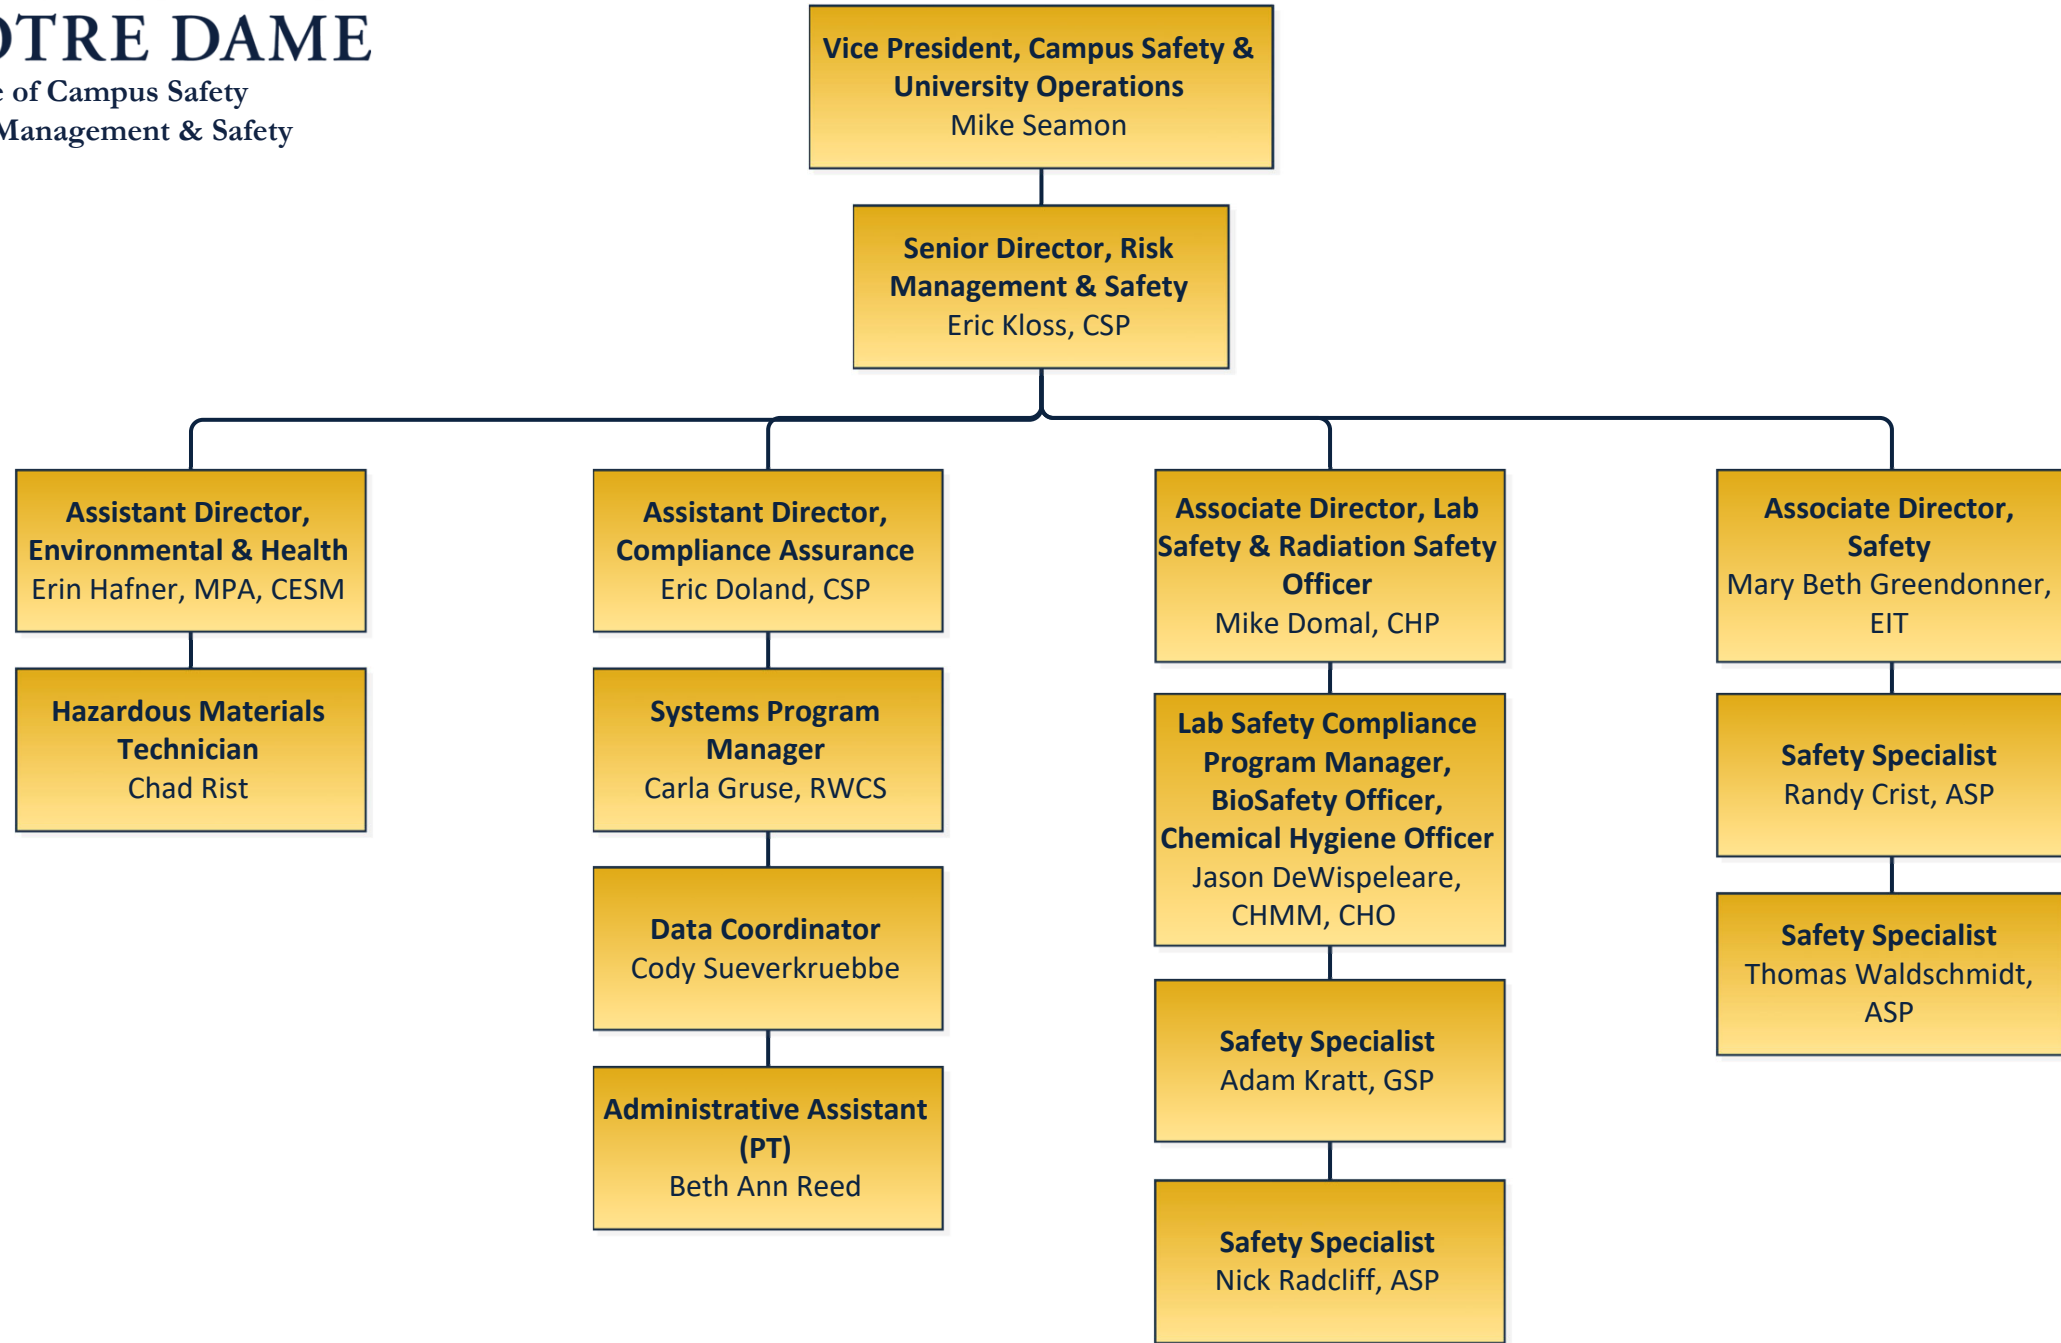 DAME
of Campus Safety
Management & Safety
Vice President, Campus Safety &
University Operations
Mike Seamon
Senior Director, Risk
Management & Safety
Eric Kloss, CSP
Assistant Director,
Environmental & Health
Erin Hafner, MPA, CESM
Hazardous Materials
Technician
Chad Rist
Assistant Director,
Compliance Assurance
Eric Doland, CSP
Systems Program
Manager
Carla Gruse, RWCS
Data Coordinator
Cody Sueverkruebbe
Administrative Assistant
(PT)
Beth Ann Reed
Associate Director, Lab
Safety & Radiation Safety
Officer
Mike Domal, CHP
Lab Safety Compliance
Program Manager,
BioSafety Officer,
Chemical Hygiene Officer
Jason DeWispeleare,
CHMM, CHO
Safety Specialist
Adam Kratt, GSP
Safety Specialist
Nick Radcliff, ASP
Associate Director,
Safety
Mary Beth Greendonner,
EIT
Safety Specialist
Randy Crist, ASP
Safety Specialist
Thomas Waldschmidt,
ASP